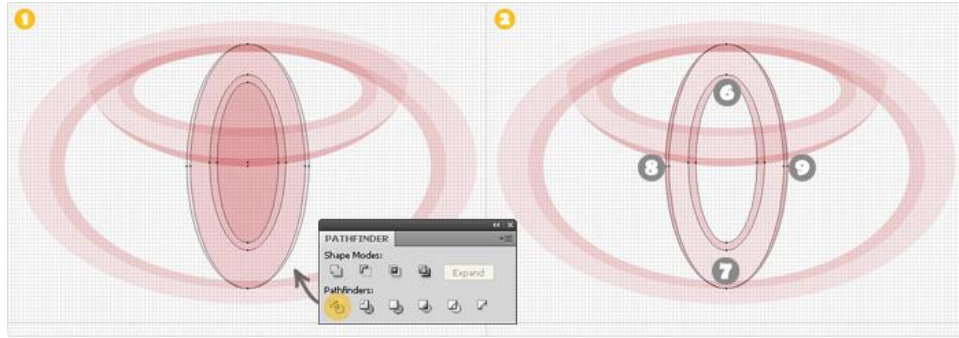 1
2
6
8
9
7
PATHFINDER
Shape Modes:
Expand
Pathfinders: